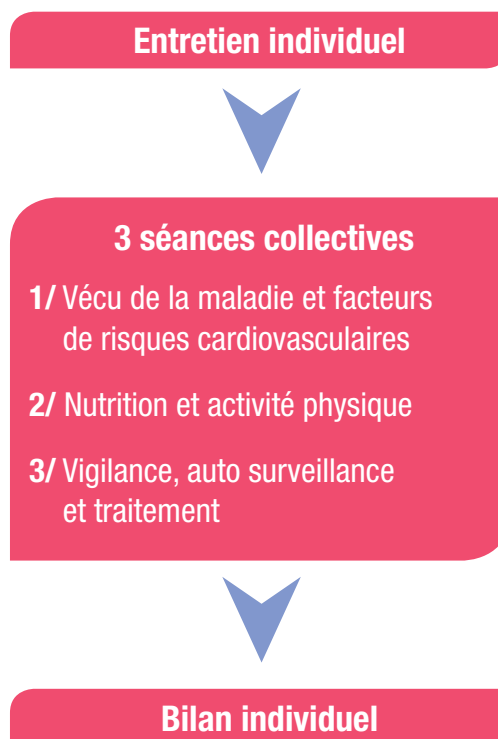 Entretien individuel
3 séances collectives
1/ Vécu de la maladie et facteurs
de risques cardiovasculaires
2/ Nutrition et activité physique
3/ Vigilance, auto surveillance
et traitement
Bilan individuel